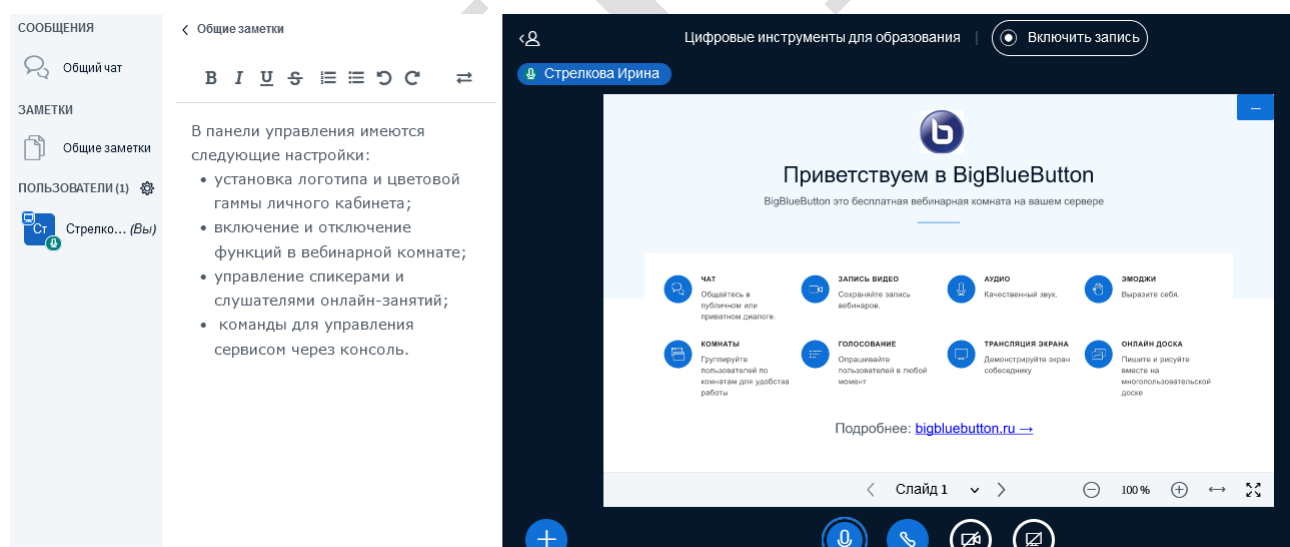 СООБЩЕНИЯ
Общий чат
ЗАМЕТКИ
Общие заметки
ПОЛЬЗОВАТЕЛИ (1)
Ст
Стрелко... (Вы)
Общие заметки
B I U S
В панели управления имеются
следующие настройки:
• установка логотипа и цветовой
гаммы личного кабинета;
• включение и отключение
функций в вебинарной комнате;
• управление спикерами и
слушателями онлайн-занятий;
• команды для управления
сервисом через консоль.
Цифровые инструменты для образования | Включить запись
Стрелкова Ирина
b
Приветствуем в BigBlueButton
BigBlueButton это бесплатная вебинарная комната на вашем сервере
ЧАТ
Общайтесь в
публичном или
приватном диалоге.
ЗАПИСЬ ВИДЕО
Сохраняйте запись
вебинаров.
АУДИО
Качественный звук.
ЭМОДЖИ
Выразите себя.
КОМНАТЫ
Группируйте
пользователей по
комнатам для удобства
работы
ГОЛОСОВАНИЕ
Опрашивайте
пользователей в любой
момент
ТРАНСЛЯЦИЯ ЭКРАНА
Демонстрируйте экран
собеседнику
ОНЛАЙН ДОСКА
Пишите и рисуйте
вместе на
многопользовательской
доске
Подробнее: bigbluebutton.ru →
Слайд 1
100 %